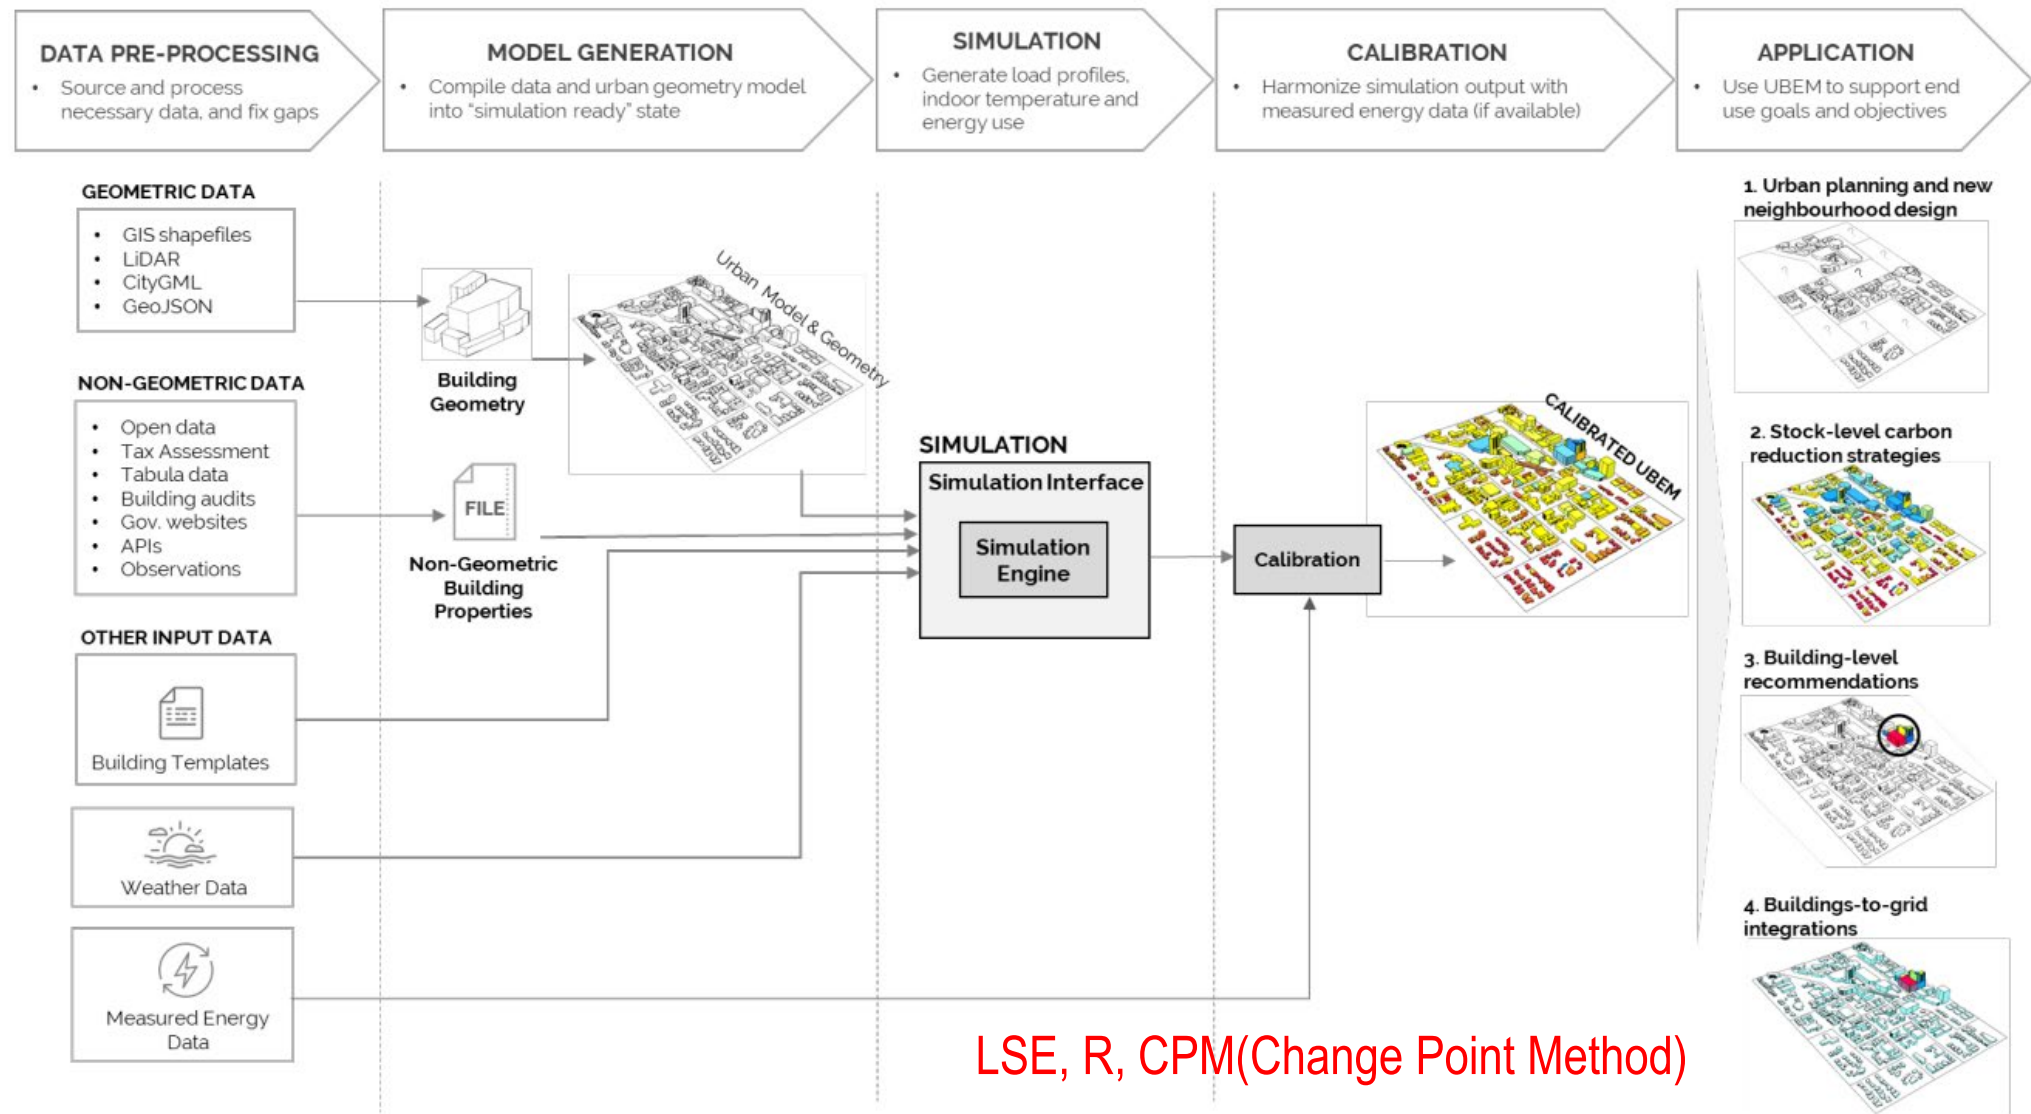 DATA PRE-PROCESSING
• Source and process
necessary data, and fix gaps
MODEL GENERATION
• Compile data and urban geometry model
into “simulation ready” state
SIMULATION
• Generate load profiles,
indoor temperature and
energy use
CALIBRATION
• Harmonize simulation output with
measured energy data (if available)
APPLICATION
• Use UBEM to support end
use goals and objectives
GEOMETRIC DATA
• GIS shapefiles
• LiDAR
• CityGML
• GeoJSON
NON-GEOMETRIC DATA
• Open data
• Tax Assessment
• Tabula data
• Building audits
• Gov. websites
• APIs
• Observations
OTHER INPUT DATA
Building Templates
Weather Data
Measured Energy
Data
Building
Geometry
Urban Model & Geometry
FILE
Non-Geometric
Building
Properties
SIMULATION
Simulation Interface
Simulation
Engine
Calibration
CALIBRATED UBEM
1. Urban planning and new
neighbourhood design
? ? ? ? ? ?
2. Stock-level carbon
reduction strategies
3. Building-level
recommendations
4. Buildings-to-grid
integrations
LSE, R, CPM(Change Point Method)